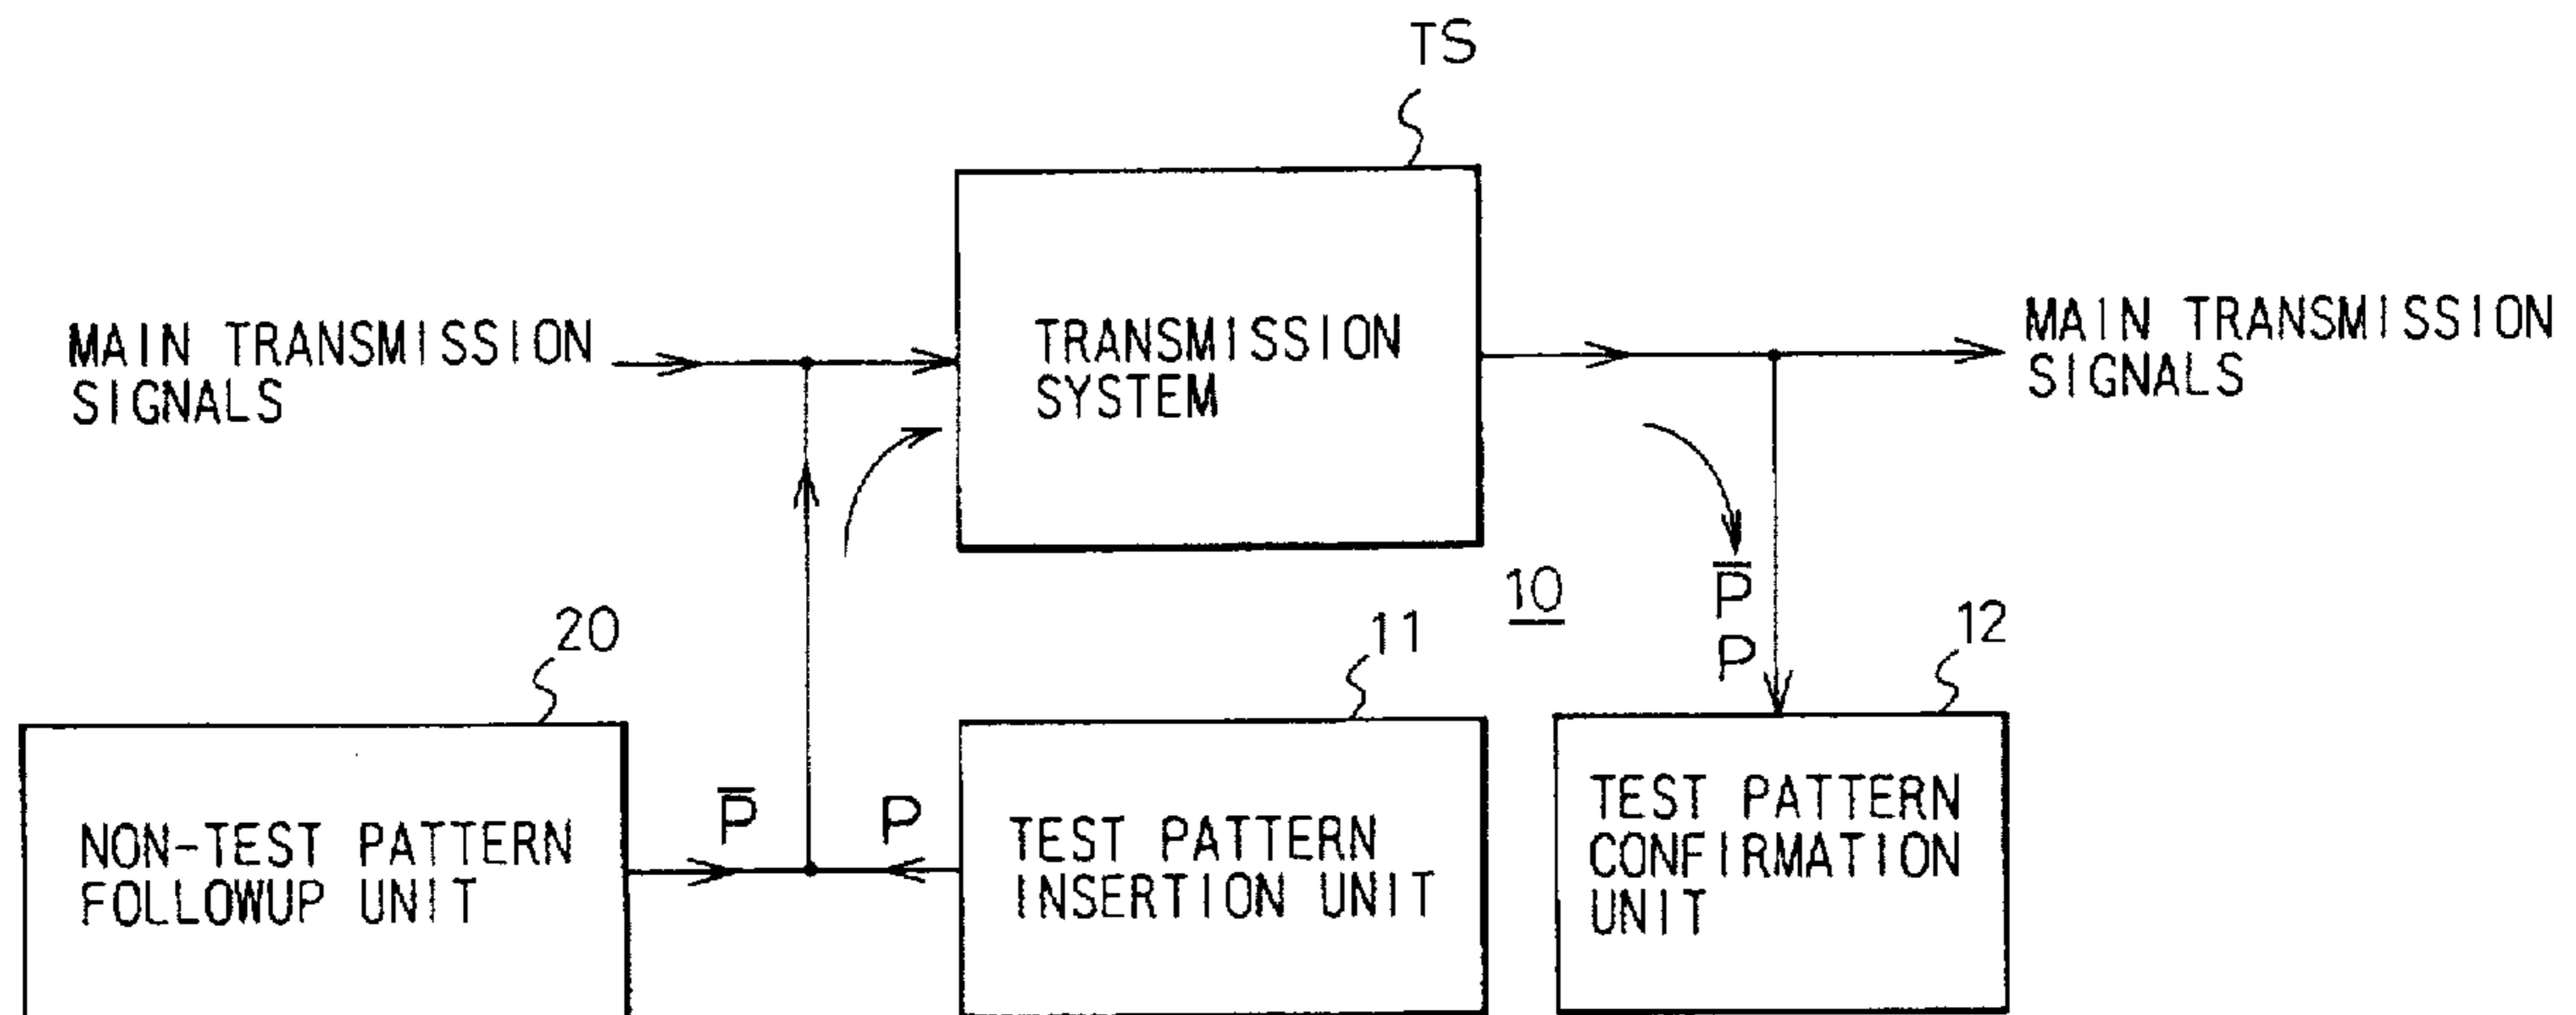 TS
MAIN TRANSMISSION
SIGNALS
TRANSMISSION
SYSTEM
MAIN TRANSMISSION
SIGNALS
10
P̅
P
20
11
12
NON-TEST PATTERN
FOLLOWUP UNIT
P̅
P
TEST PATTERN
INSERTION UNIT
TEST PATTERN
CONFIRMATION
UNIT